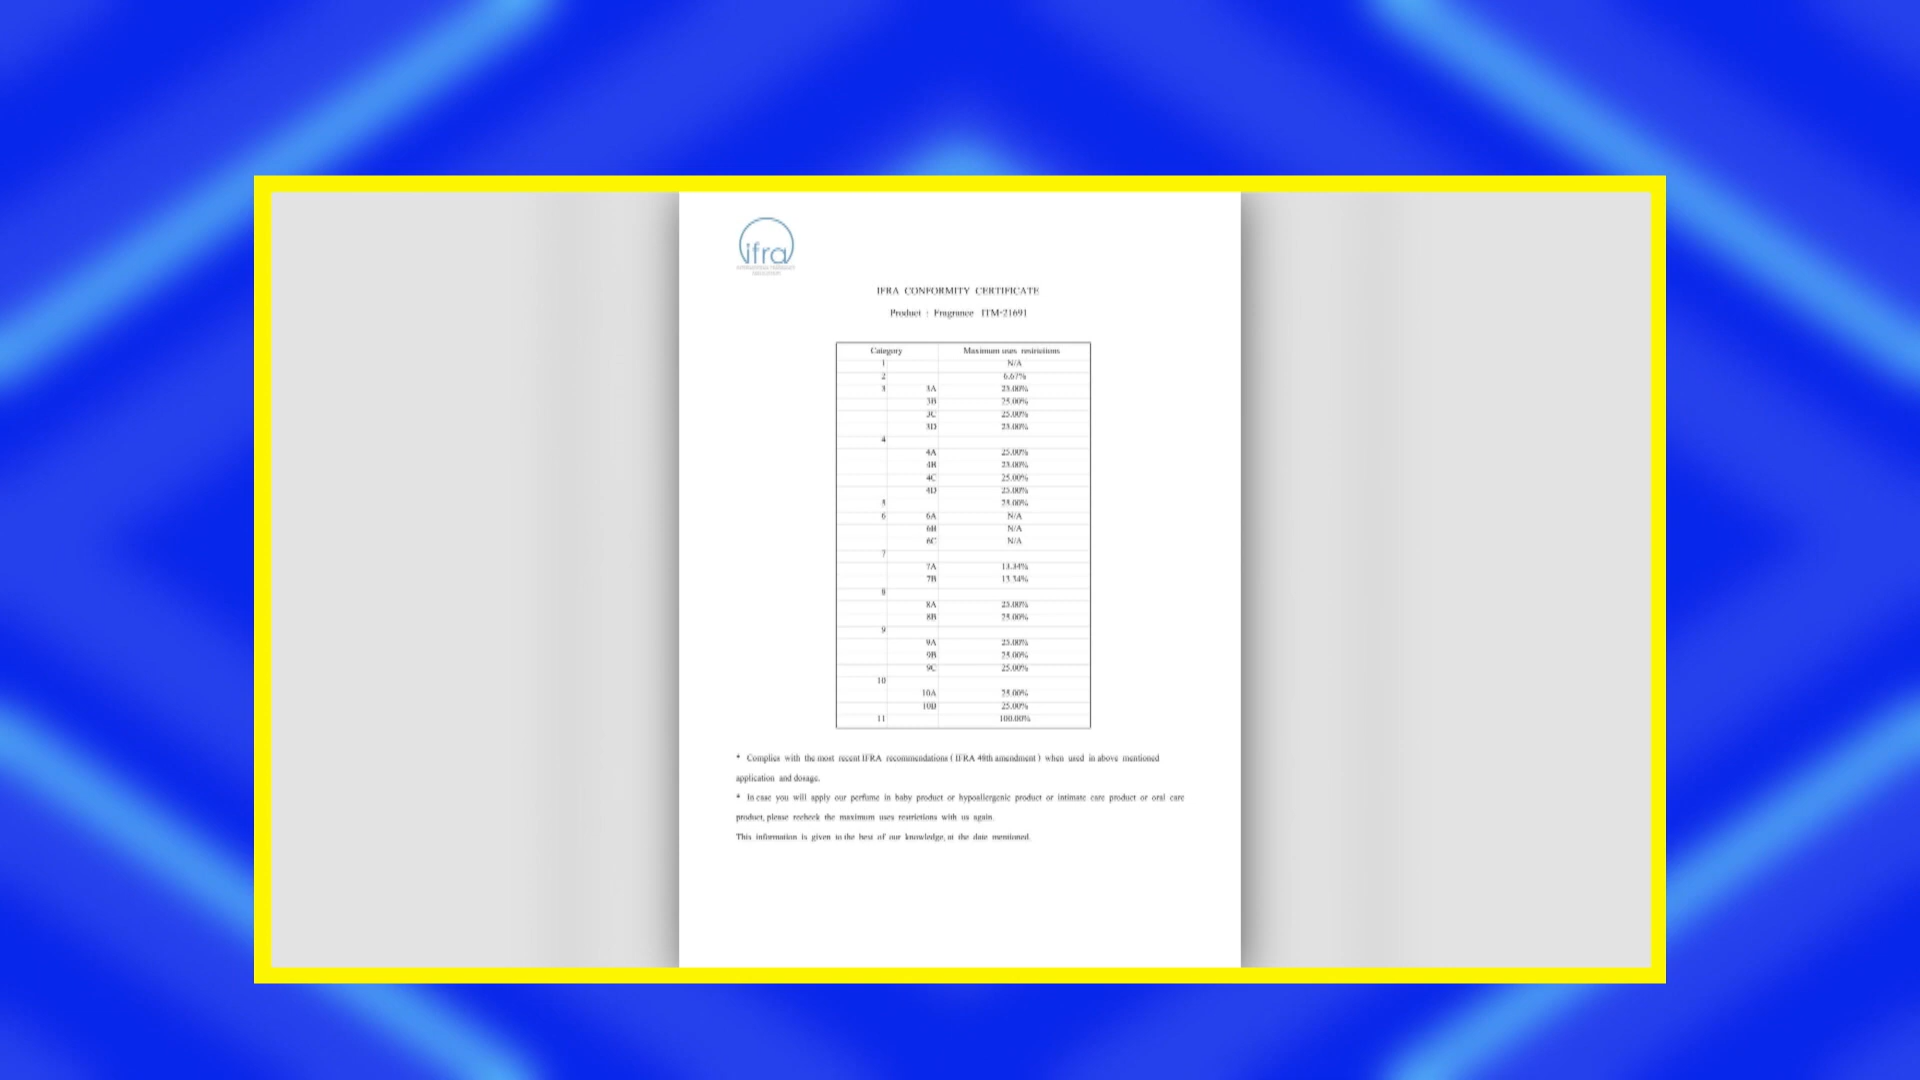 ifra
IFRA CONFORMITY CERTIFICATE
Product : Fragrance ITM-21691
Category Maximum uses restrictions
1 N/A
2 6.67%
3 3A 25.00%
3B 25.00%
3C 25.00%
3D 25.00%
4
4A 25.00%
4B 25.00%
4C 25.00%
4D 25.00%
5 25.00%
6 6A N/A
6B N/A
6C N/A
7
7A 13.34%
7B 13.34%
8
8A 25.00%
8B 25.00%
9
9A 25.00%
9B 25.00%
9C 25.00%
10
10A 25.00%
10B 25.00%
11 100.00%
* Complies with the most recent IFRA recommendations ( IFRA amendment ) when used in above mentioned
application and dosage.
* In case you will apply our perfume in baby product or hypoallergenic product or intimate care product or oral care
product, please recheck the maximum uses restrictions with us again.
This information is given to the best of our knowledge, at the date mentioned.